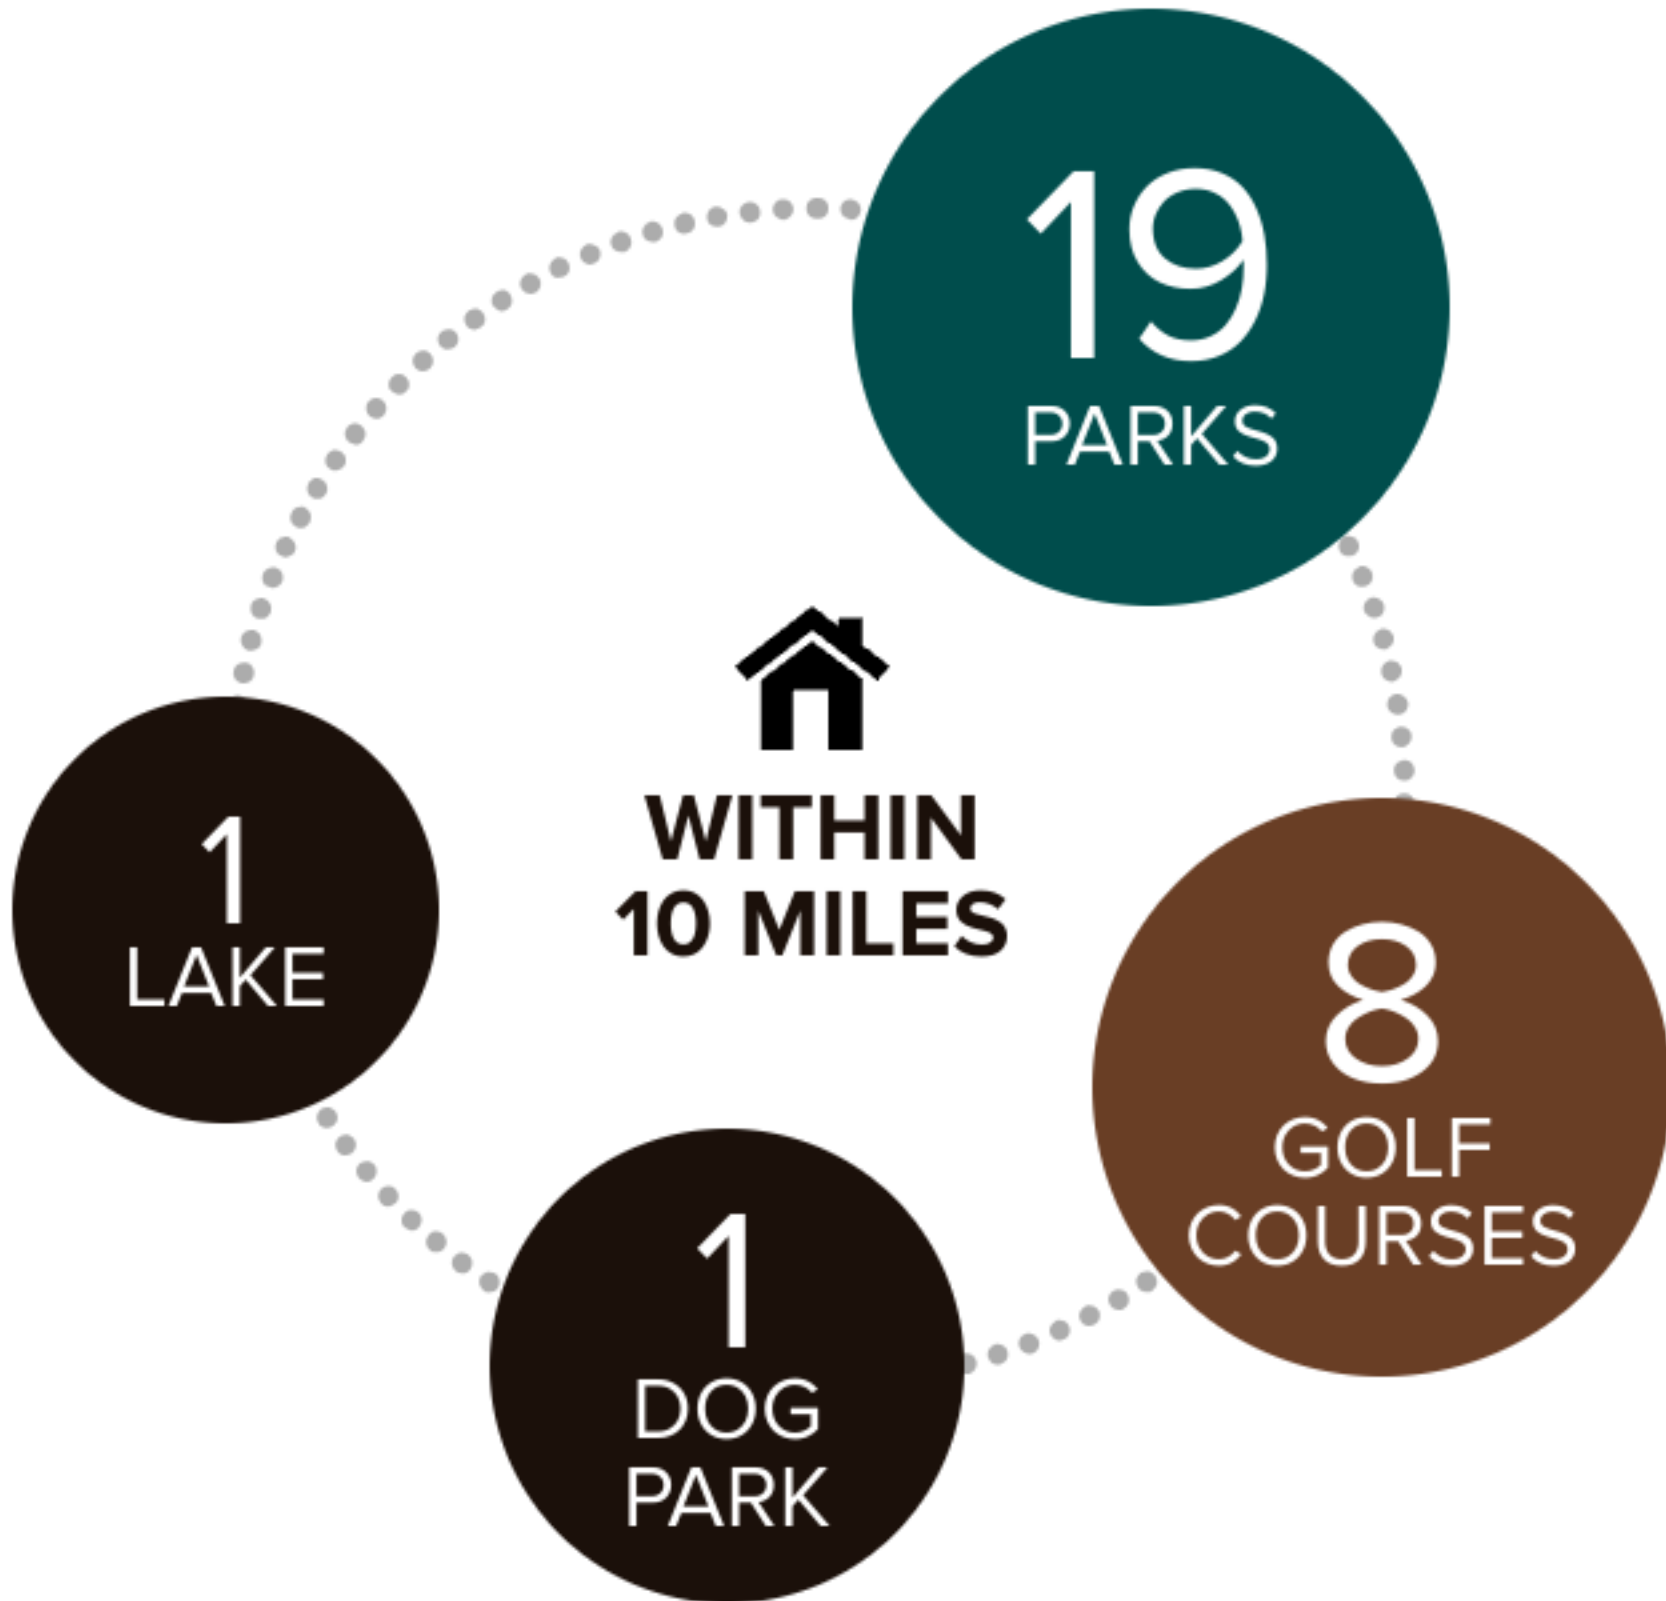 19
PARKS
WITHIN
10 MILES
1
LAKE
8
GOLF
COURSES
1
DOG
PARK